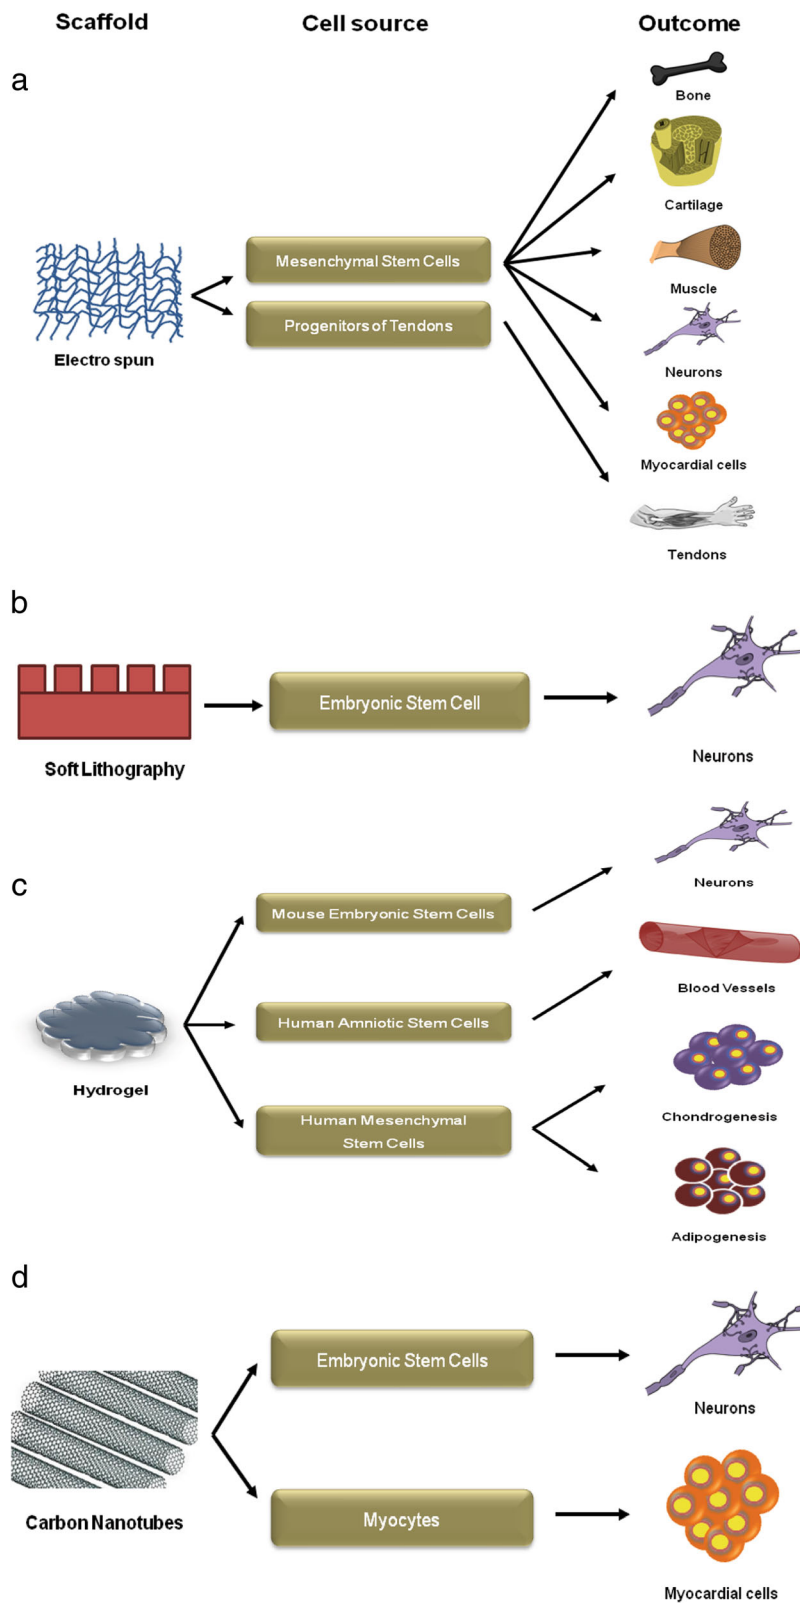 Scaffold
Cell source
Outcome
a
Bone
Cartilage
Mesenchymal Stem Cells
Muscle
Progenitors of Tendons
Electro spun
Neurons
Myocardial cells
Tendons
b
Embryonic Stem Cell
Soft Lithography
Neurons
c
Neurons
Mouse Embryonic Stem Cells
Blood Vessels
Human Amniotic Stem Cells
Hydrogel
Human Mesenchymal
Stem Cells
Chondrogenesis
Adipogenesis
d
Embryonic Stem Cells
Neurons
Carbon Nanotubes
Myocytes
Myocardial cells